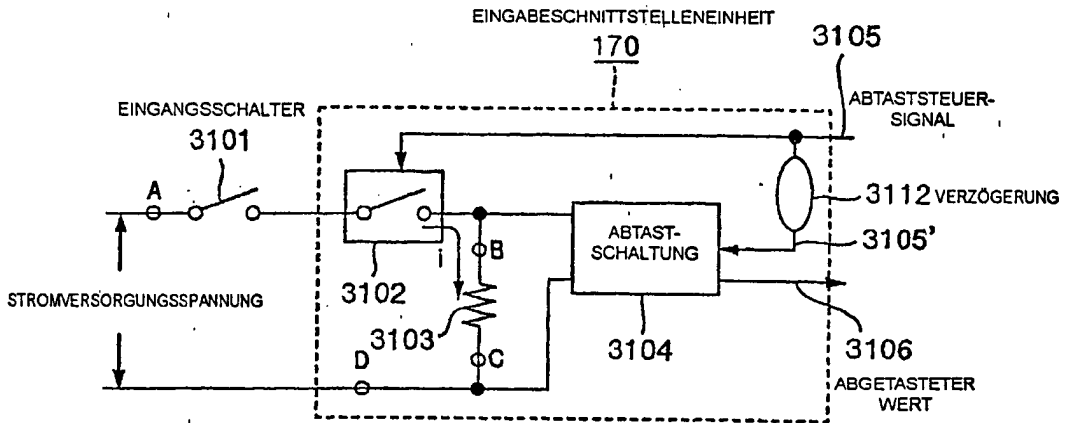 EINGABESCHNITTSTELLENEINHEIT
170
3105
EINGANGSSCHALTER
3101
ABTASTSTEUER-
SIGNAL
A
3112 VERZÖGERUNG
3105'
ABTAST-
SCHALTUNG
B
i
3102
STROMVERSORGUNGSSPANNUNG
3103
3104
3106
D
C
ABGETASTETER
WERT